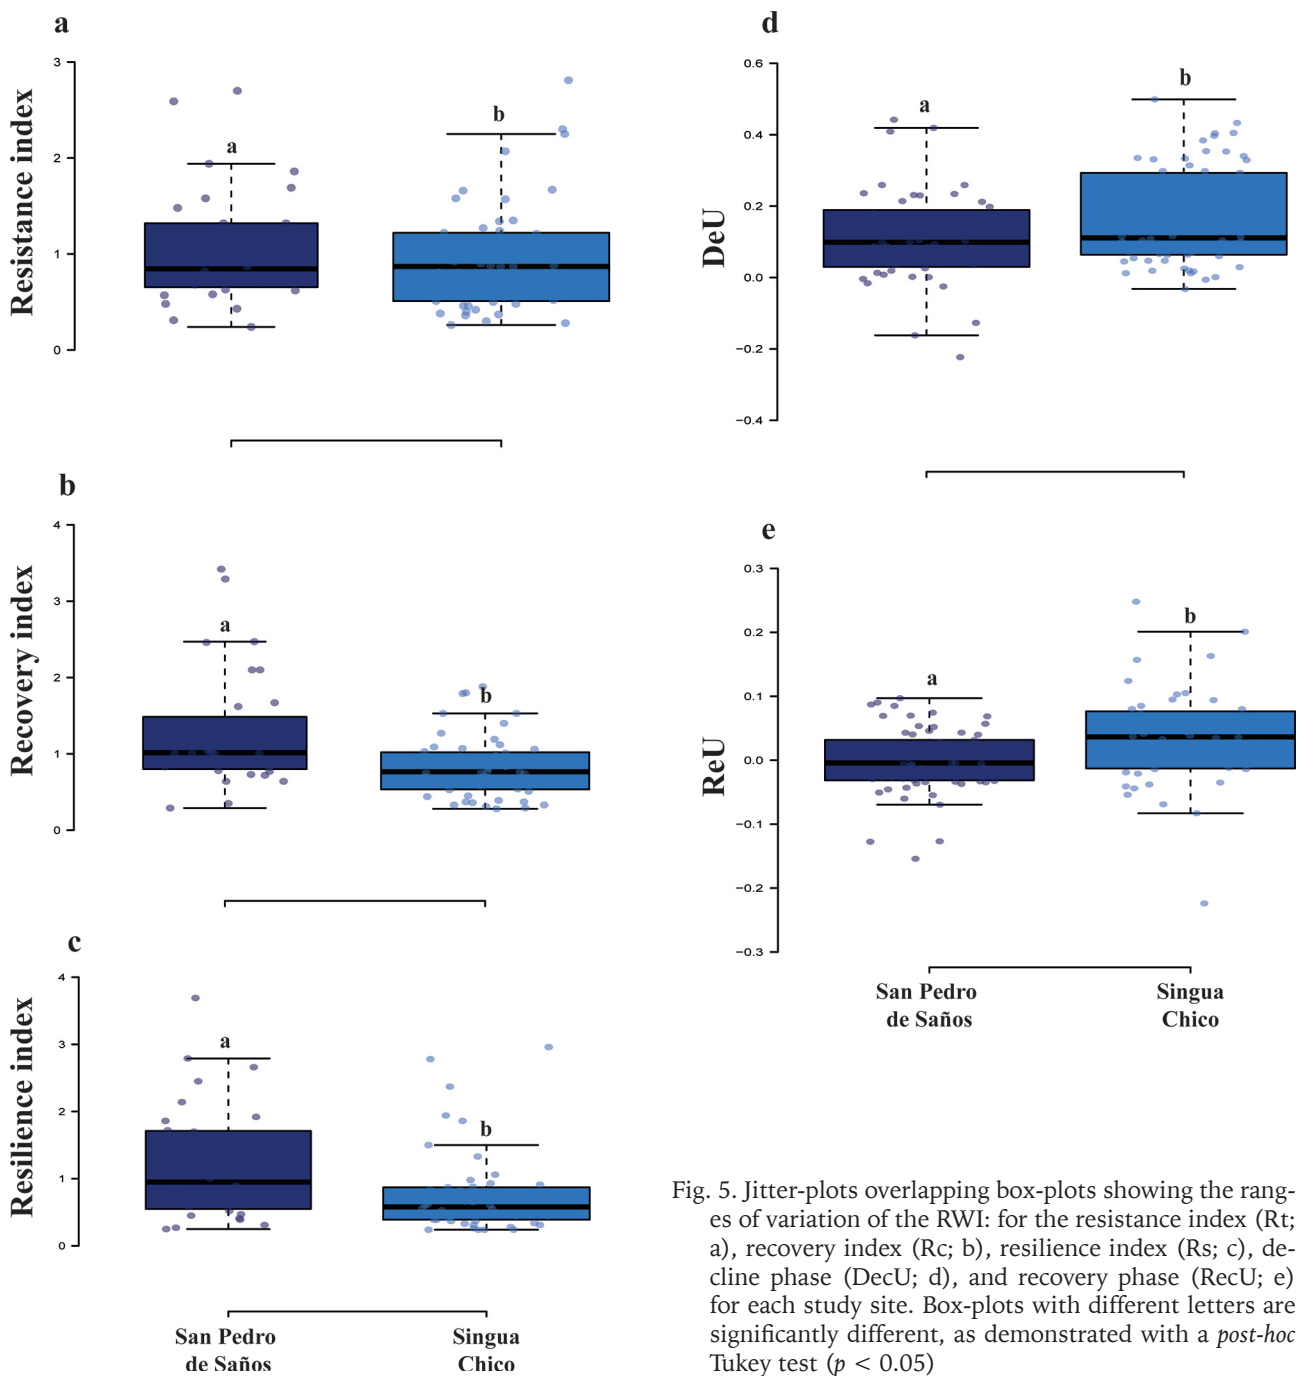 a
Resistance index
3
2
1
0
a
b
b
Recovery index
4
3
2
1
0
a
b
c
Resilience index
4
3
2
1
0
a
b
San Pedro
de Saños
Singua
Chico
d
DeU
0.6
0.4
0.2
0.0
−0.2
−0.4
a
b
e
ReU
0.3
0.2
0.1
0.0
−0.1
−0.2
−0.3
a
b
San Pedro
de Saños
Singua
Chico
Fig. 5. Jitter-plots overlapping box-plots showing the rang-
es of variation of the RWI: for the resistance index (Rt;
a), recovery index (Rc; b), resilience index (Rs; c), de-
cline phase (DecU; d), and recovery phase (RecU; e)
for each study site. Box-plots with different letters are
significantly different, as demonstrated with a post-hoc
Tukey test (p < 0.05)